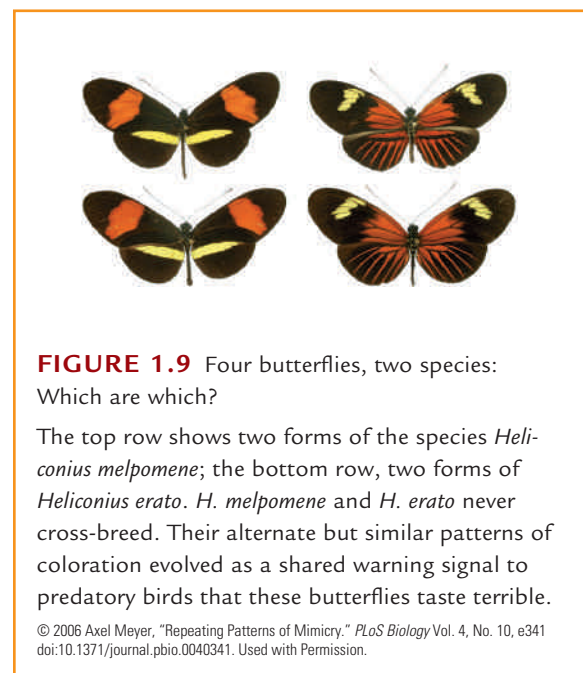 FIGURE 1.9 Four butterflies, two species:
Which are which?
The top row shows two forms of the species Heli-
conius melpomene; the bottom row, two forms of
Heliconius erato. H. melpomene and H. erato never
cross-breed. Their alternate but similar patterns of
coloration evolved as a shared warning signal to
predatory birds that these butterflies taste terrible.
© 2006 Axel Meyer, “Repeating Patterns of Mimicry.” PLoS Biology Vol. 4, No. 10, e341
doi:10.1371/journal.pbio.0040341. Used with Permission.